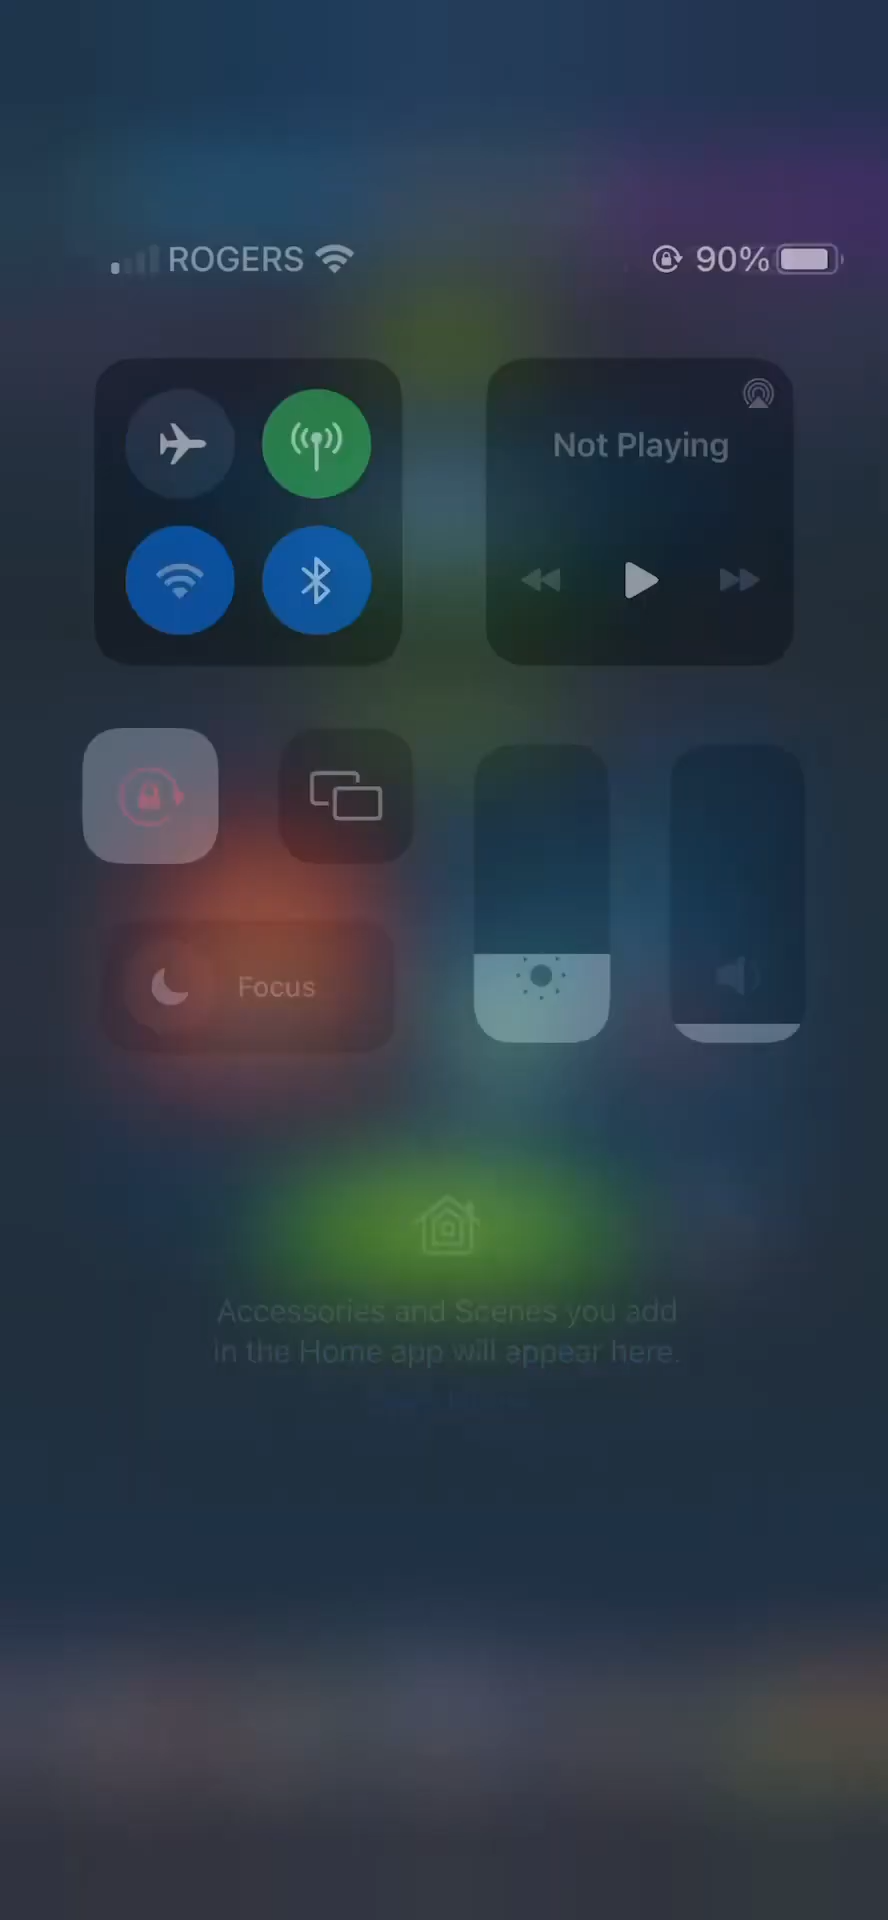 ROGERS
90%
Not Playing
Focus
Accessories and Scenes you add
in the Home app will appear here.